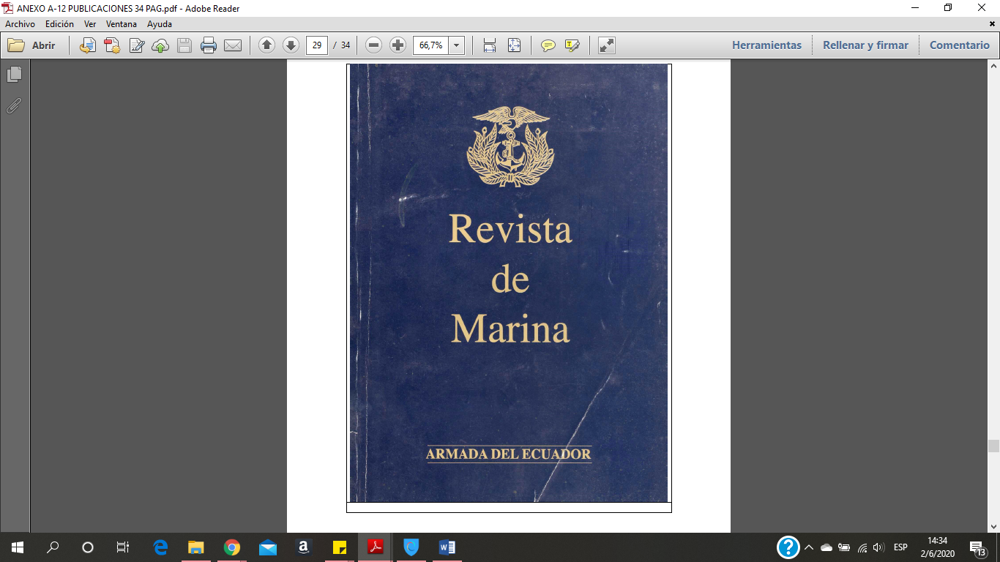 ANEXO A-12 PUBLICACIONES 34 PAG.pdf - Adobe Reader
Archivo Edición Ver Ventana Ayuda
Abrir 29 / 34 66,7% Herramientas Rellenar y firmar Comentario
Revista
de
Marina
ARMADA DEL ECUADOR
ESP
14:34
2/6/2020
13